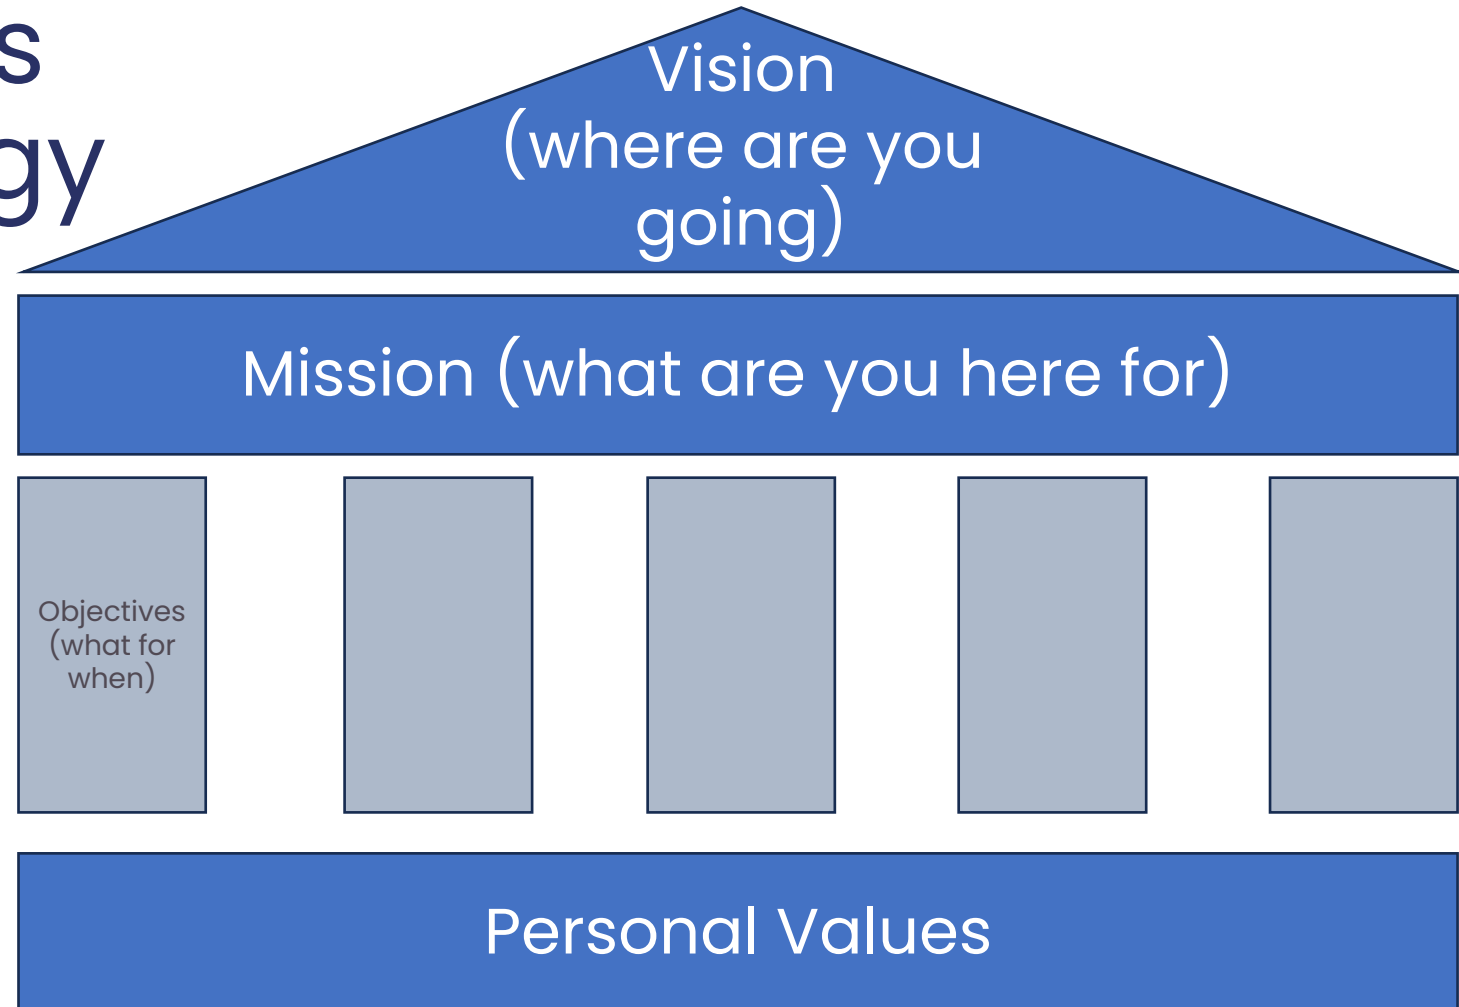 s
gy
Vision
(where are you
going)
Mission (what are you here for)
Objectives
(what for
when)
Personal Values